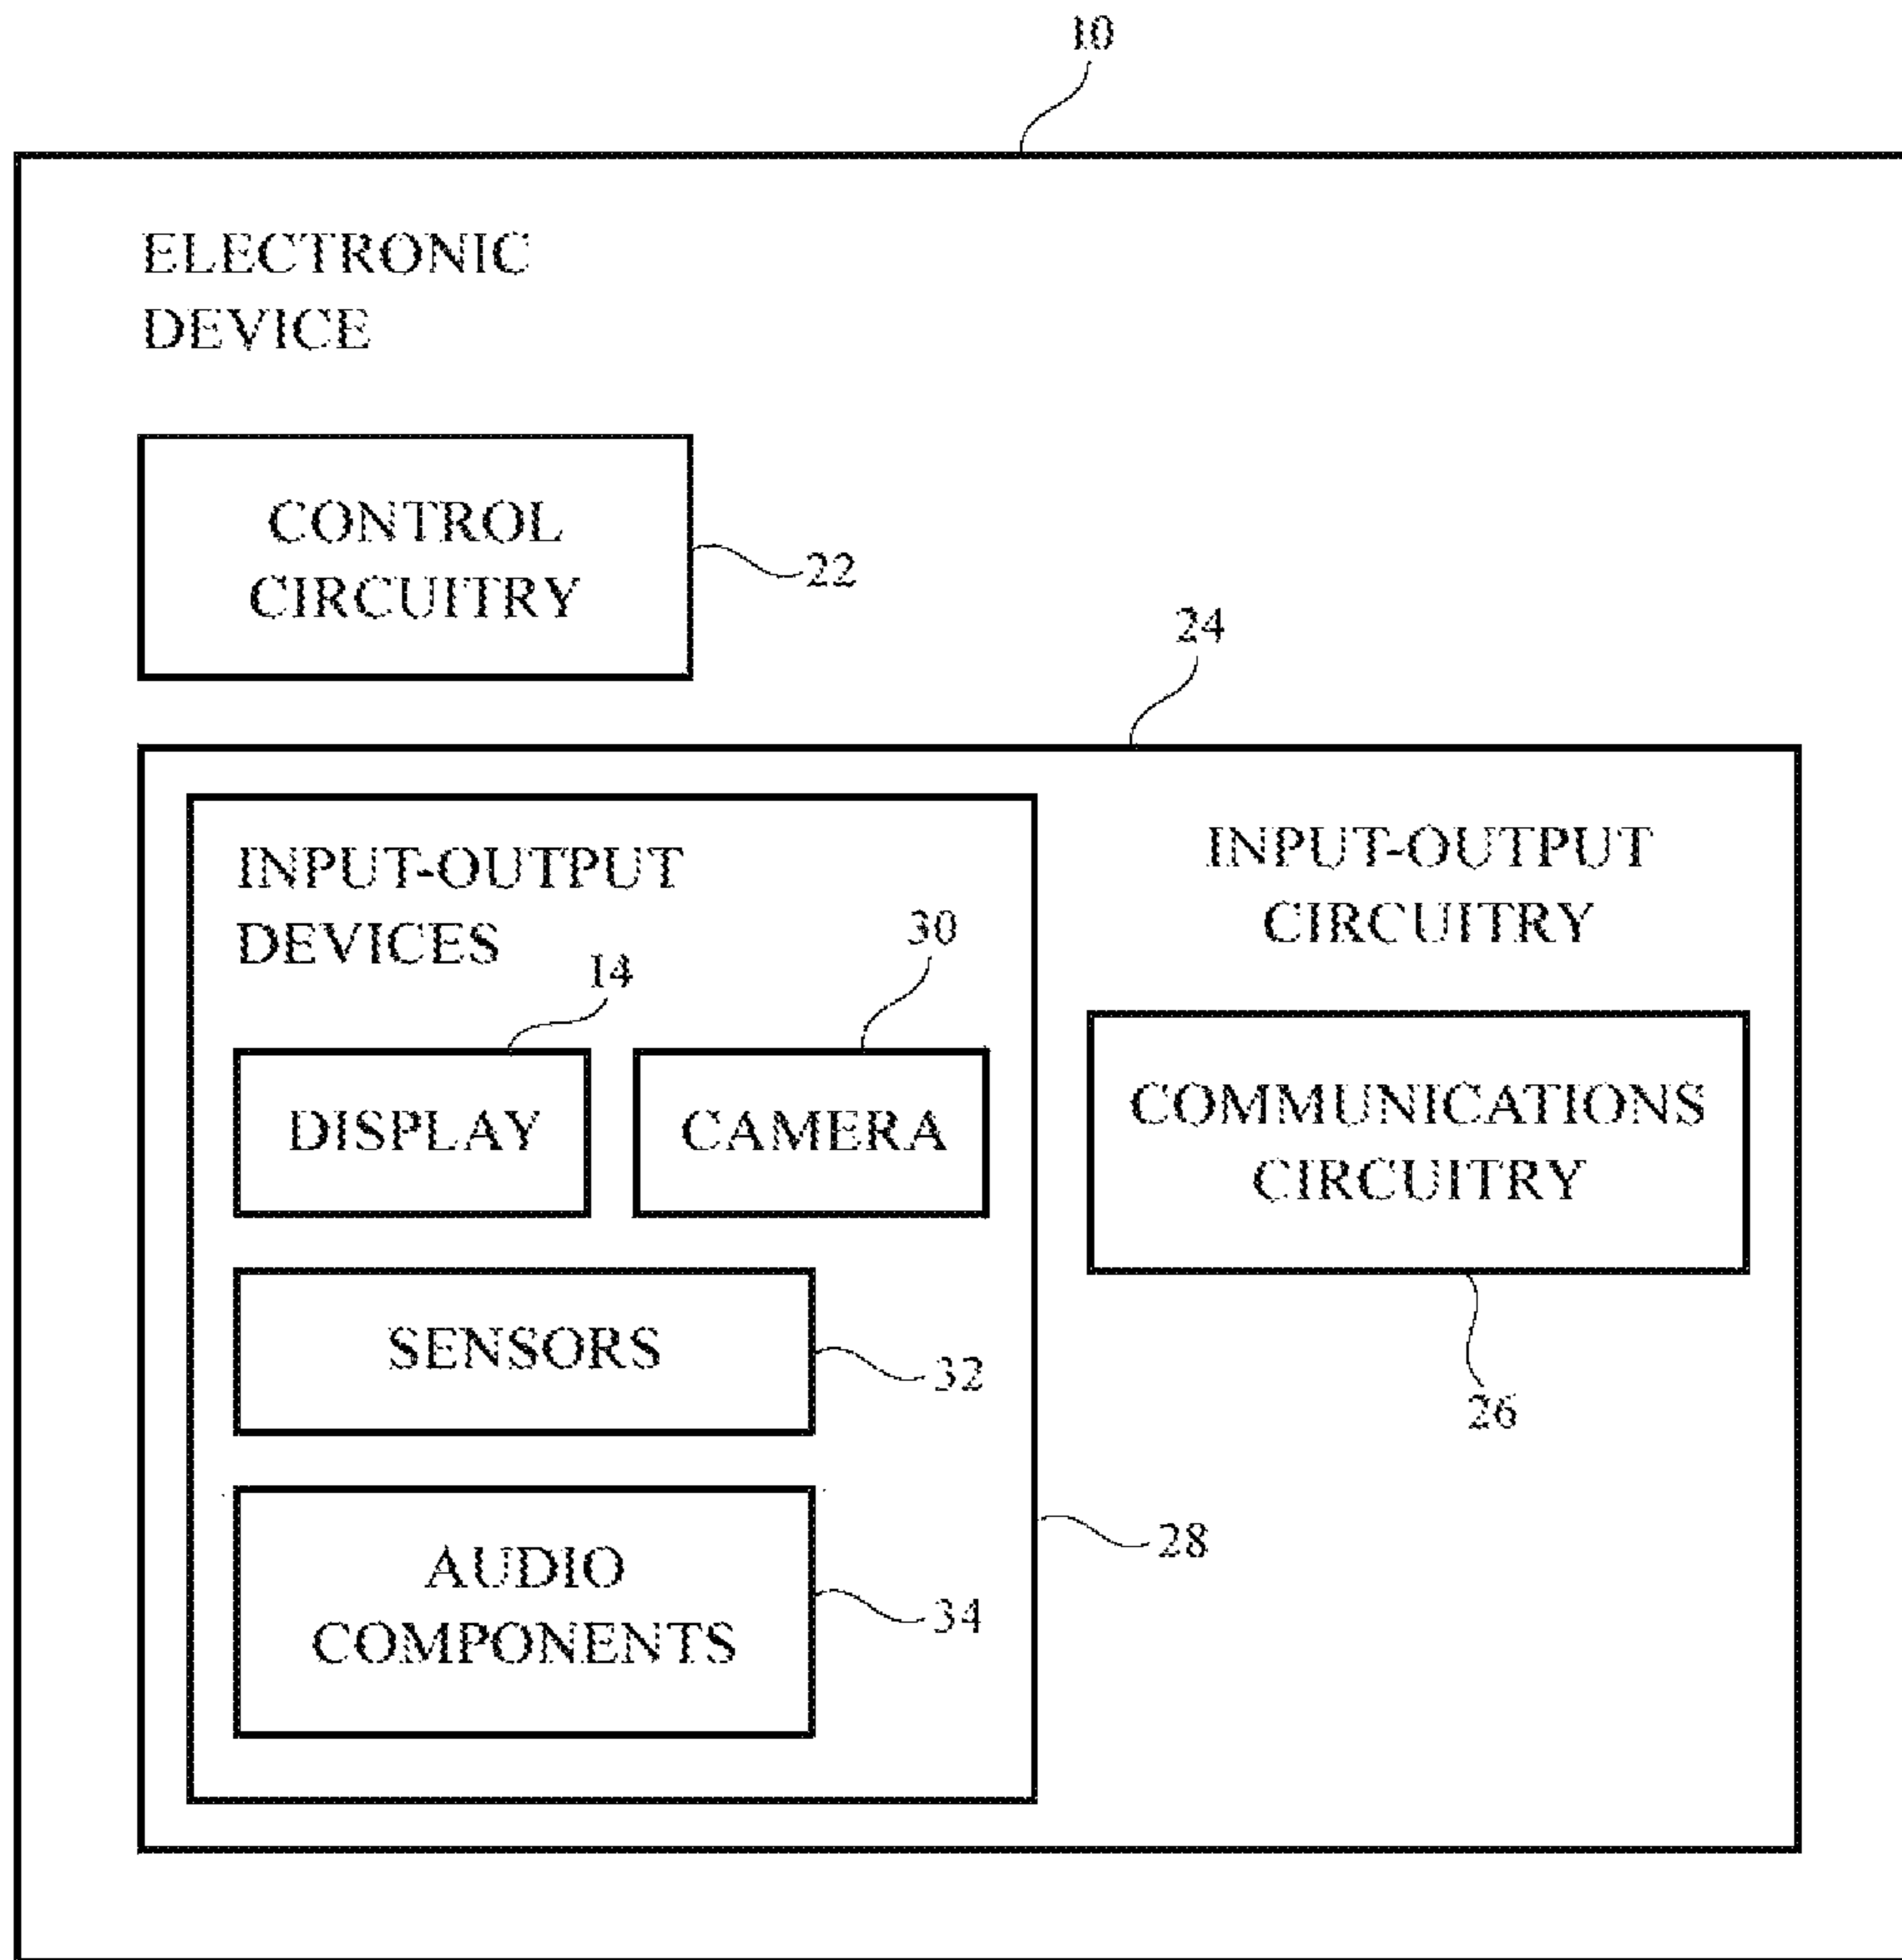 10
ELECTRONIC
DEVICE
CONTROL
CIRCUITRY
22
24
INPUT-OUTPUT
DEVICES
INPUT-OUTPUT
CIRCUITRY
14
30
DISPLAY
CAMERA
COMMUNICATIONS
CIRCUITRY
26
SENSORS
32
28
AUDIO
COMPONENTS
34